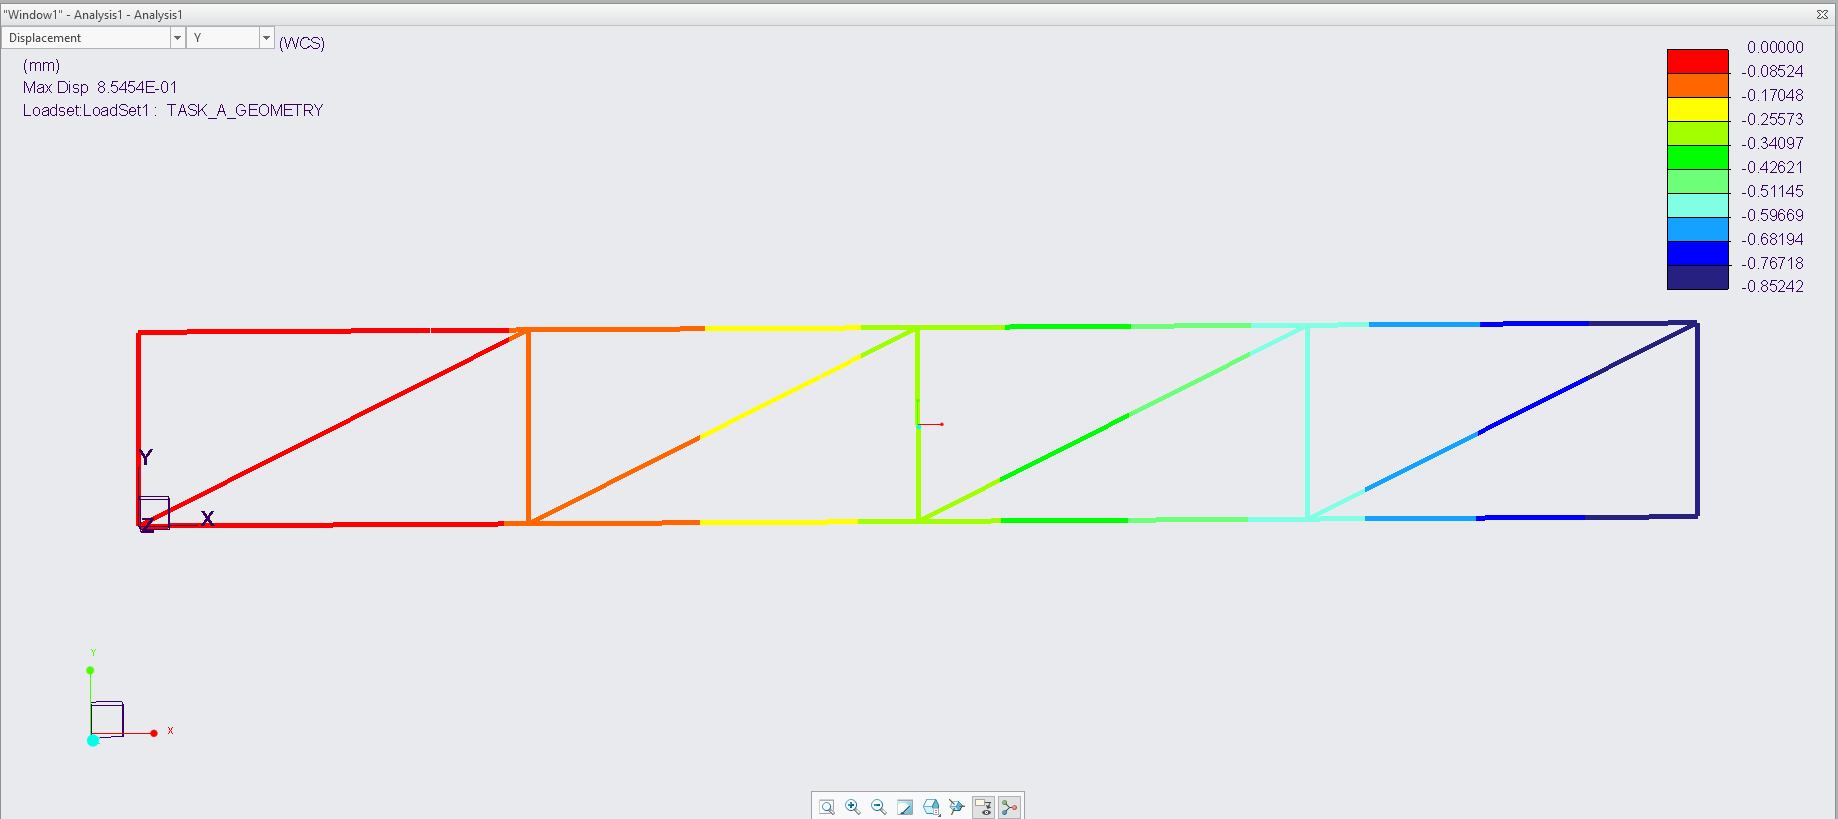 "Window1" - Analysis1 - Analysis1
Displacement Y (WCS)
(mm)
Max Disp 8.5454E-01
Loadset:LoadSet1 : TASK_A_GEOMETRY
0.00000
-0.08524
-0.17048
-0.25573
-0.34097
-0.42621
-0.51145
-0.59669
-0.68194
-0.76718
-0.85242
Y
Z
X
Y
X